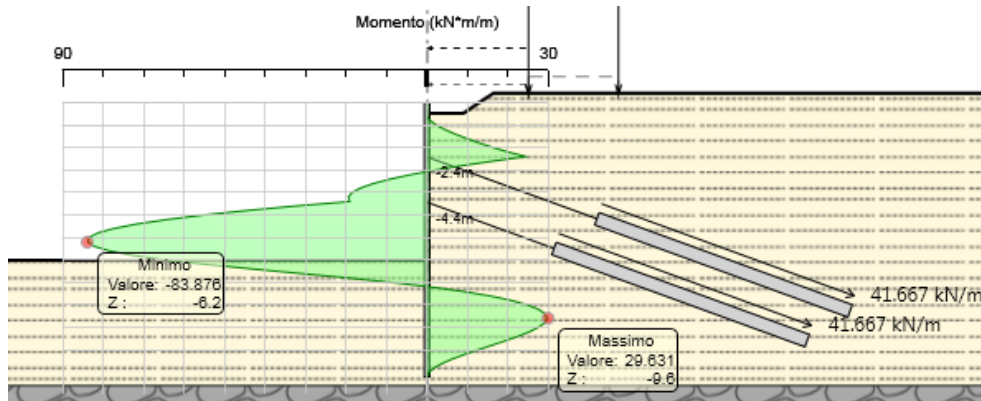 Momento (kN*m/m)
90
30
-2.4m
-4.4m
Minimo
Valore: -83.876
Z : -6.2
41.667 kN/m
41.667 kN/m
Massimo
Valore: 29.631
Z : -9.6